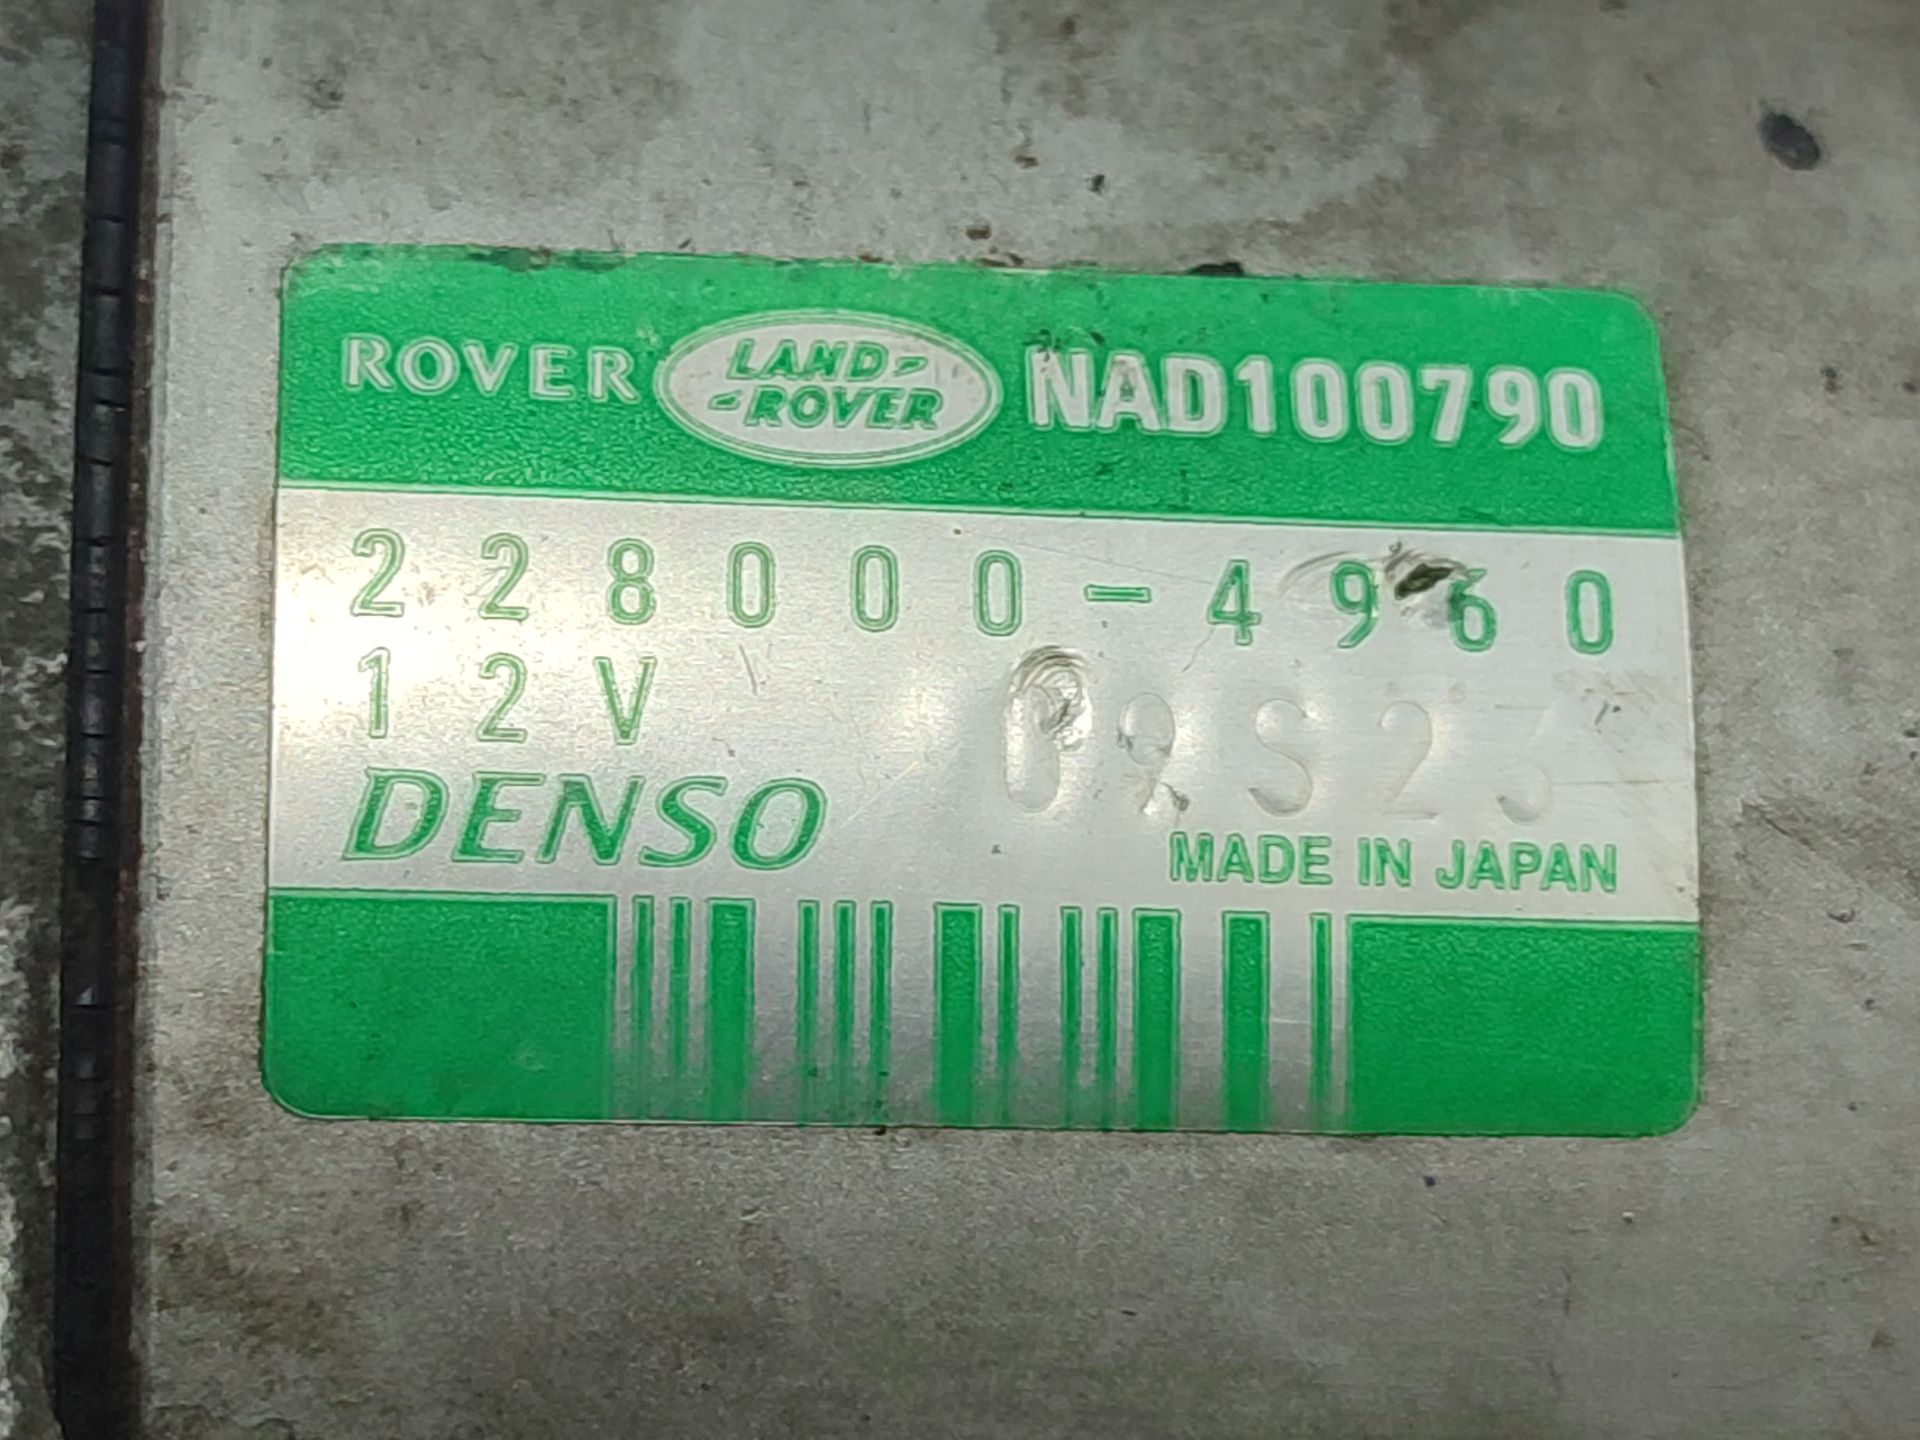 ROVER LAND-ROVER NAD100790
228000-4960
12V
DENSO
MADE IN JAPAN